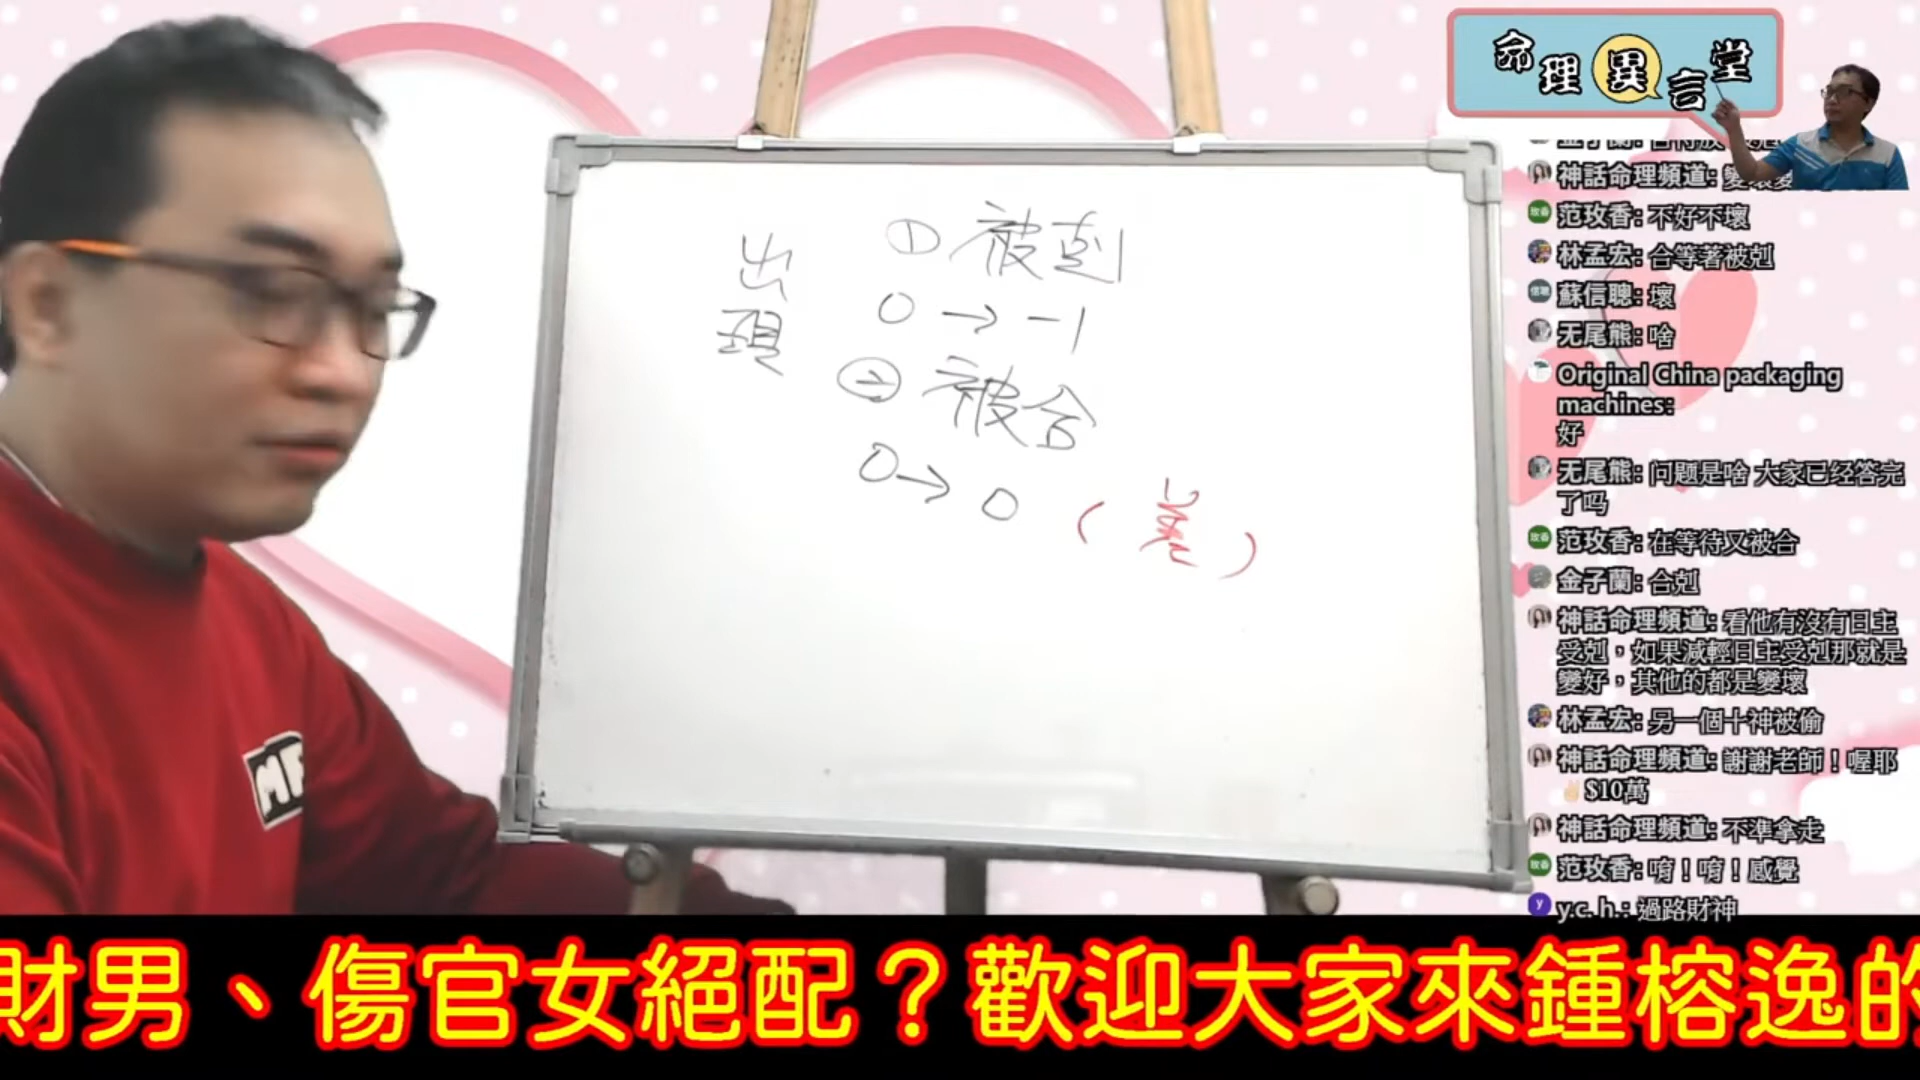 命理異言堂
出現
① 被剋
0 → -1
② 被合
0 → 0 (差)
神話命理頻道:
范玫香: 不好不壞
林孟宏: 合等著被剋
蘇信聰: 壞
无尾熊: 啥
Original China packaging
machines:
好
无尾熊: 问题是啥 大家已经答完
了吗
范玫香: 在等待又被合
金子蘭: 合剋
神話命理頻道: 看他有沒有日主
受剋，如果減輕日主受剋那就是
變好，其他的都是變壞
林孟宏: 另一個十神被偷
神話命理頻道: 謝謝老師！喔耶
✌🏻$10萬
神話命理頻道: 不準拿走
范玫香: 唷！唷！感覺
y.c. h.: 過路財神
財男、傷官女絕配？歡迎大家來鍾榕逸的